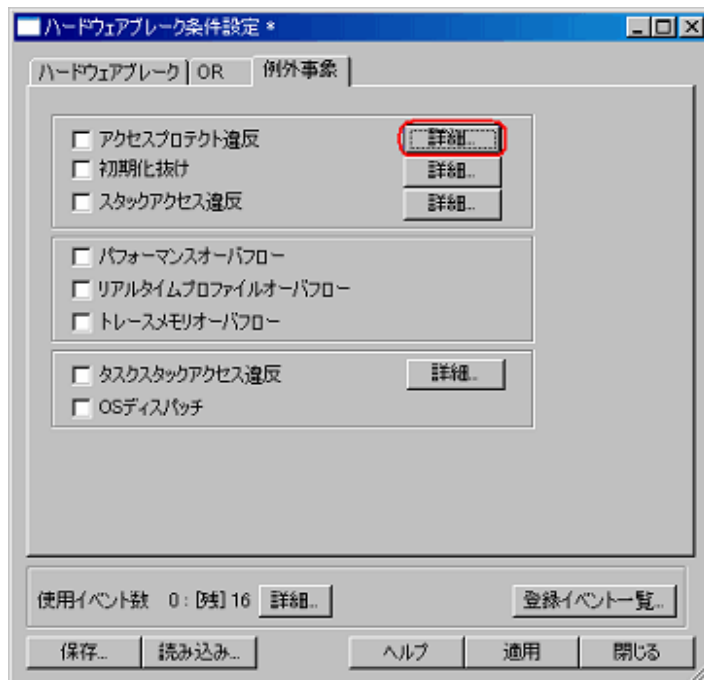 ハードウェアブレーク条件設定 *
ハードウェアブレーク OR 例外事象
アクセスプロテクト違反 詳細...
初期化抜け 詳細...
スタックアクセス違反 詳細...
パフォーマンスオーバフロー
リアルタイムプロファイルオーバフロー
トレースメモリオーバフロー
タスクスタックアクセス違反 詳細...
OSディスパッチ
使用イベント数 0 : [残] 16 詳細... 登録イベント一覧...
保存... 読み込み... ヘルプ 適用 閉じる